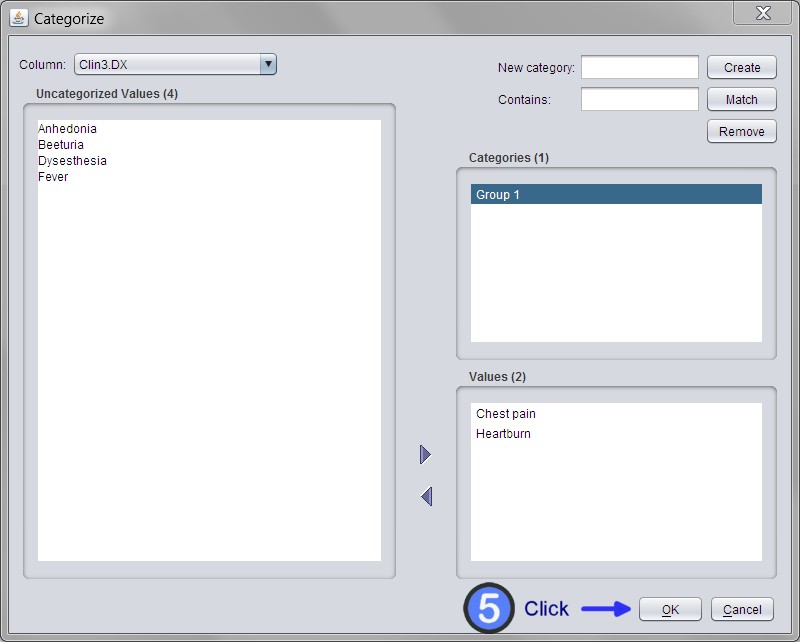 Categorize
Column: Clin3.DX
Uncategorized Values (4)
Anhedonia
Beeturia
Dysesthesia
Fever
New category: Create
Contains: Match
Remove
Categories (1)
Group 1
Values (2)
Chest pain
Heartburn
5 Click OK Cancel